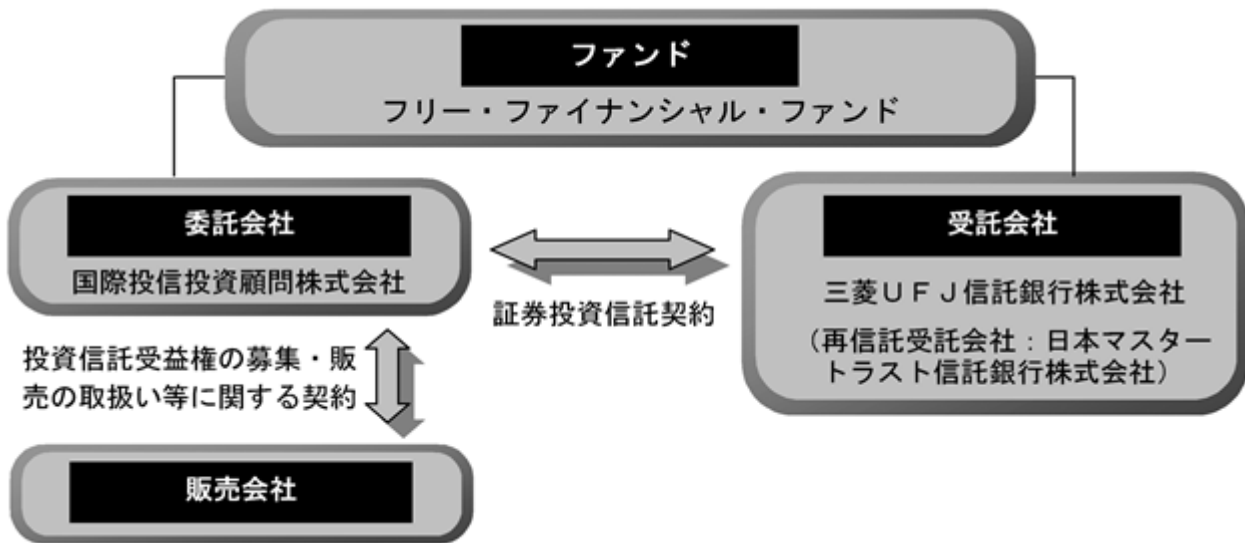 ファンド
フリー・ファイナンシャル・ファンド
委託会社
国際投信投資顧問株式会社
証券投資信託契約
受託会社
三菱ＵＦＪ信託銀行株式会社
（再信託受託会社：日本マスター
トラスト信託銀行株式会社）
投資信託受益権の募集・販
売の取扱い等に関する契約
販売会社